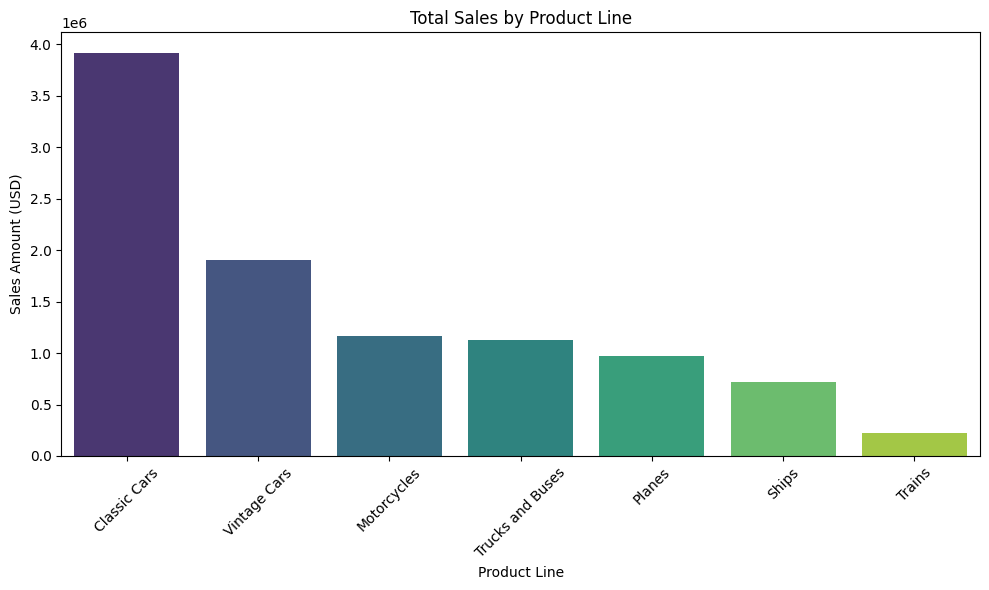 Total Sales by Product Line
1e6
4.0
3.5
3.0
2.5
2.0
1.5
1.0
0.5
0.0
Sales Amount (USD)
Classic Cars
Vintage Cars
Motorcycles
Trucks and Buses
Planes
Ships
Trains
Product Line